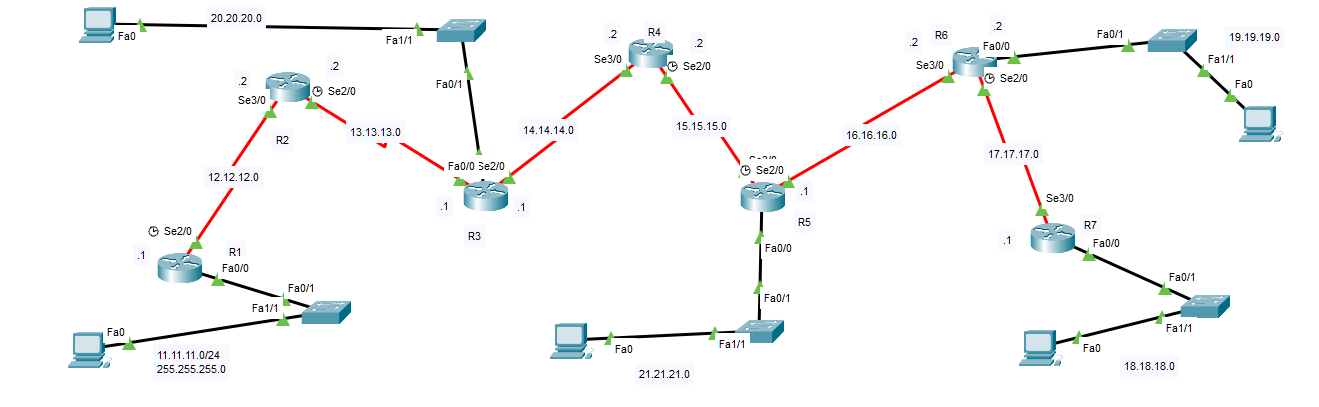 20.20.20.0
Fa0
Fa1/1
Fa0/1
.2
.2
Se3/0
Se2/0
R2
13.13.13.0
12.12.12.0
Fa0/0
Se2/0
.1
.1
R3
.2
R4
.2
Se3/0
Se2/0
14.14.14.0
15.15.15.0
Se2/0
.1
R5
Fa0/0
Fa0/1
Fa0
Fa1/1
21.21.21.0
16.16.16.0
.2
R6
.2
Fa0/0
Se3/0
Se2/0
Fa0/1
19.19.19.0
Fa1/1
Fa0
17.17.17.0
Se3/0
.1
R7
Fa0/0
Fa0/1
Fa1/1
Fa0
18.18.18.0
Se2/0
.1
R1
Fa0/0
Fa0/1
Fa1/1
Fa0
11.11.11.0/24
255.255.255.0